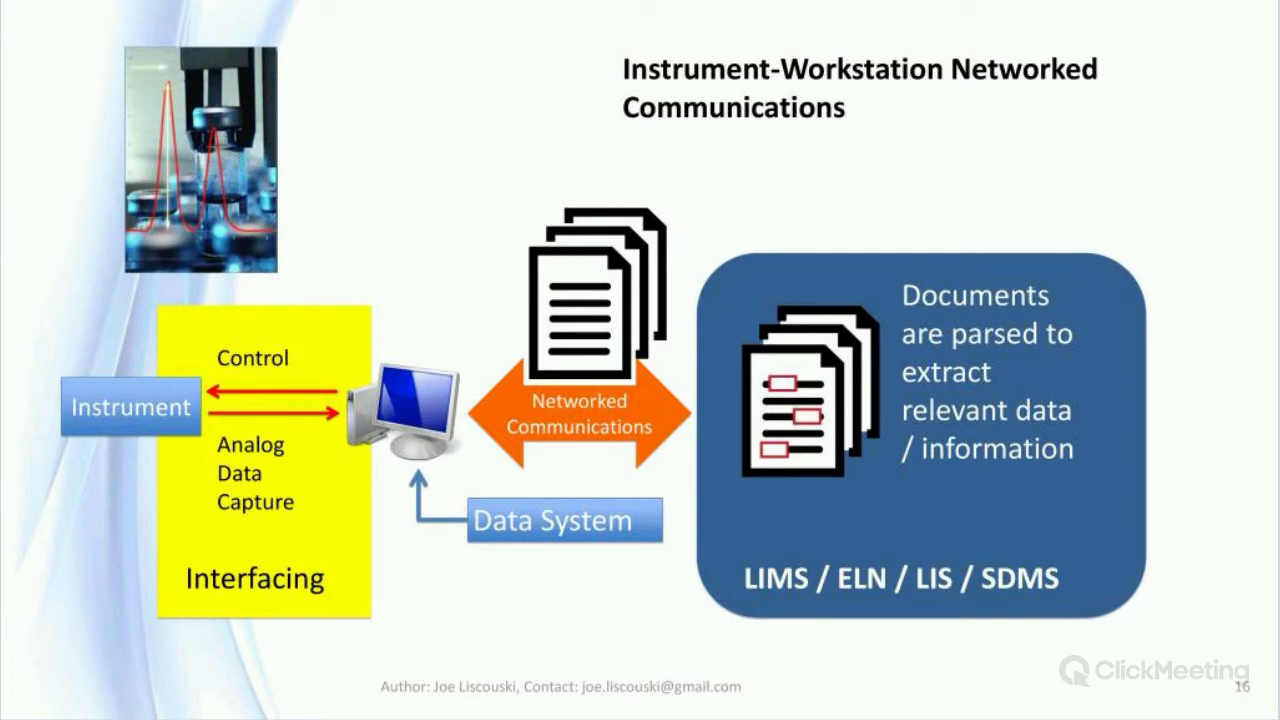 Instrument-Workstation Networked
Communications
Control
Instrument
Analog
Data
Capture
Interfacing
Networked
Communications
Data System
Documents
are parsed to
extract
relevant data
/ information
LIMS / ELN / LIS / SDMS
Author: Joe Liscouski, Contact: joe.liscouski@gmail.com
ClickMeeting
16